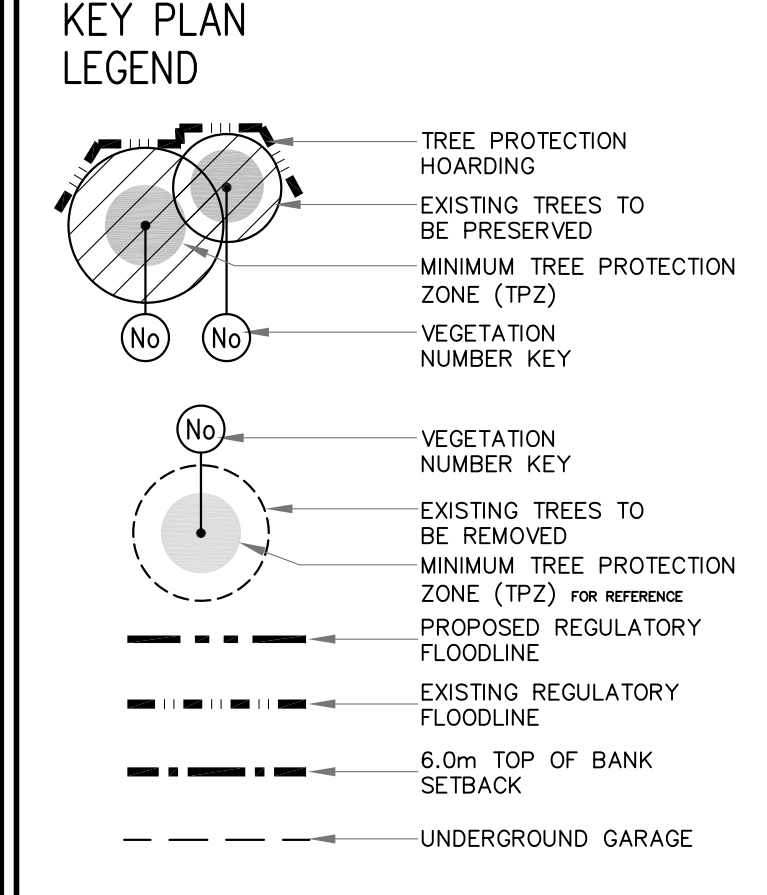 KEY PLAN
LEGEND
TREE PROTECTION
HOARDING
EXISTING TREES TO
BE PRESERVED
MINIMUM TREE PROTECTION
ZONE (TPZ)
No No
VEGETATION
NUMBER KEY
No
VEGETATION
NUMBER KEY
EXISTING TREES TO
BE REMOVED
MINIMUM TREE PROTECTION
ZONE (TPZ) FOR REFERENCE
PROPOSED REGULATORY
FLOODLINE
EXISTING REGULATORY
FLOODLINE
6.0m TOP OF BANK
SETBACK
UNDERGROUND GARAGE